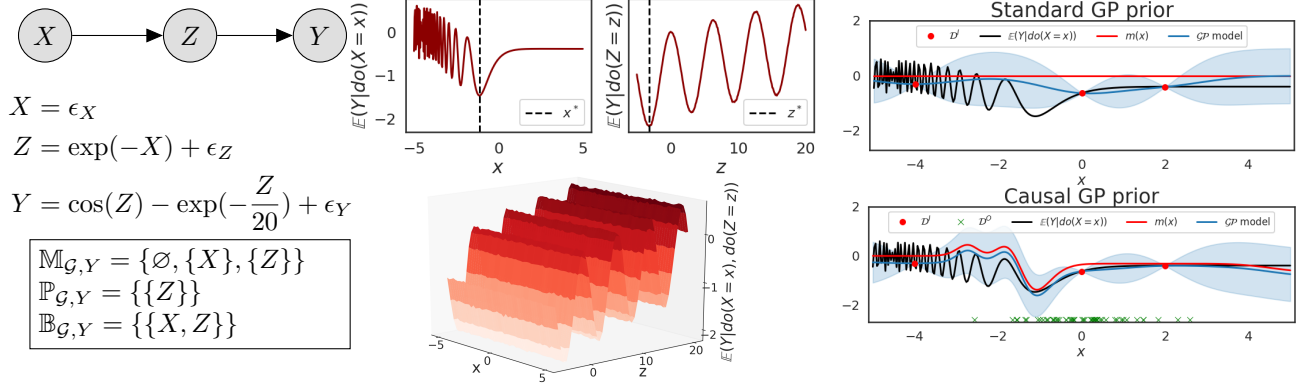 X Z Y
X = ϵ_X
Z = exp(−X) + ϵ_Z
Y = cos(Z) − exp(−Z/20) + ϵ_Y
𝕄_{𝒢,Y} = {∅, {X}, {Z}}
ℙ_{𝒢,Y} = {{Z}}
𝔹_{𝒢,Y} = {{X, Z}}
𝔼(Y|do(X = x))
0
−1
−2
−5 0 5
x
x*
𝔼(Y|do(Z = z))
0
−1
−2
0 10 20
z
z*
𝔼(Y|do(X = x), do(Z = z))
0
−1
−2
−5 0 5
x
0 10 20
z
Standard GP prior
𝒟^I 𝔼(Y|do(X = x)) m(x) 𝒢𝒫 model
2
0
−2
−4 −2 0 2 4
x
Causal GP prior
𝒟^I 𝒟^O 𝔼(Y|do(X = x)) m(x) 𝒢𝒫 model
2
0
−2
−4 −2 0 2 4
x